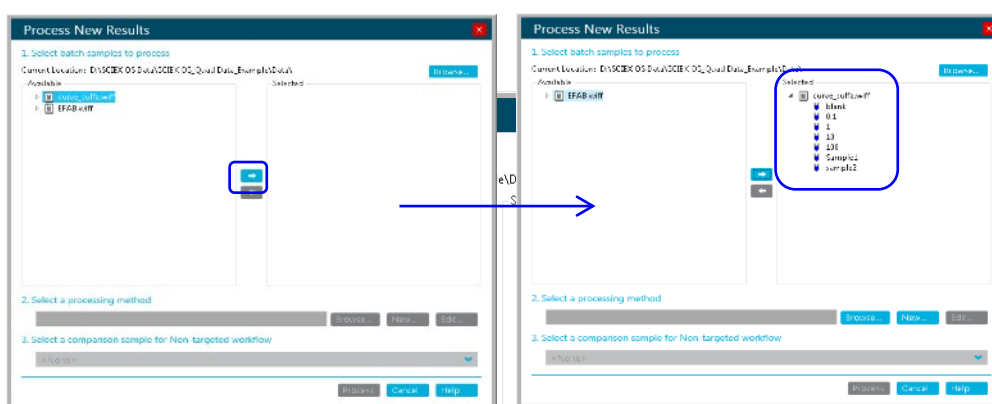 Process New Results
1. Select batch samples to process
Current Location: D:\SCIEX OS Data\SCIEX OS_Quad Data_Example\Data\
Browse...
Available
Selected
curve_sulfa.wiff
EFAB.wiff
2. Select a processing method
Browse... New... Edit...
3. Select a comparison sample for Non-targeted workflow
<None>
Process Cancel Help
e\D
S
Process New Results
1. Select batch samples to process
Current Location: D:\SCIEX OS Data\SCIEX OS_Quad Data_Example\Data\
Browse...
Available
Selected
EFAB.wiff
curve_sulfa.wiff
blank
0.1
1
10
100
Sample1
sample2
2. Select a processing method
Browse... New... Edit...
3. Select a comparison sample for Non-targeted workflow
<None>
Process Cancel Help